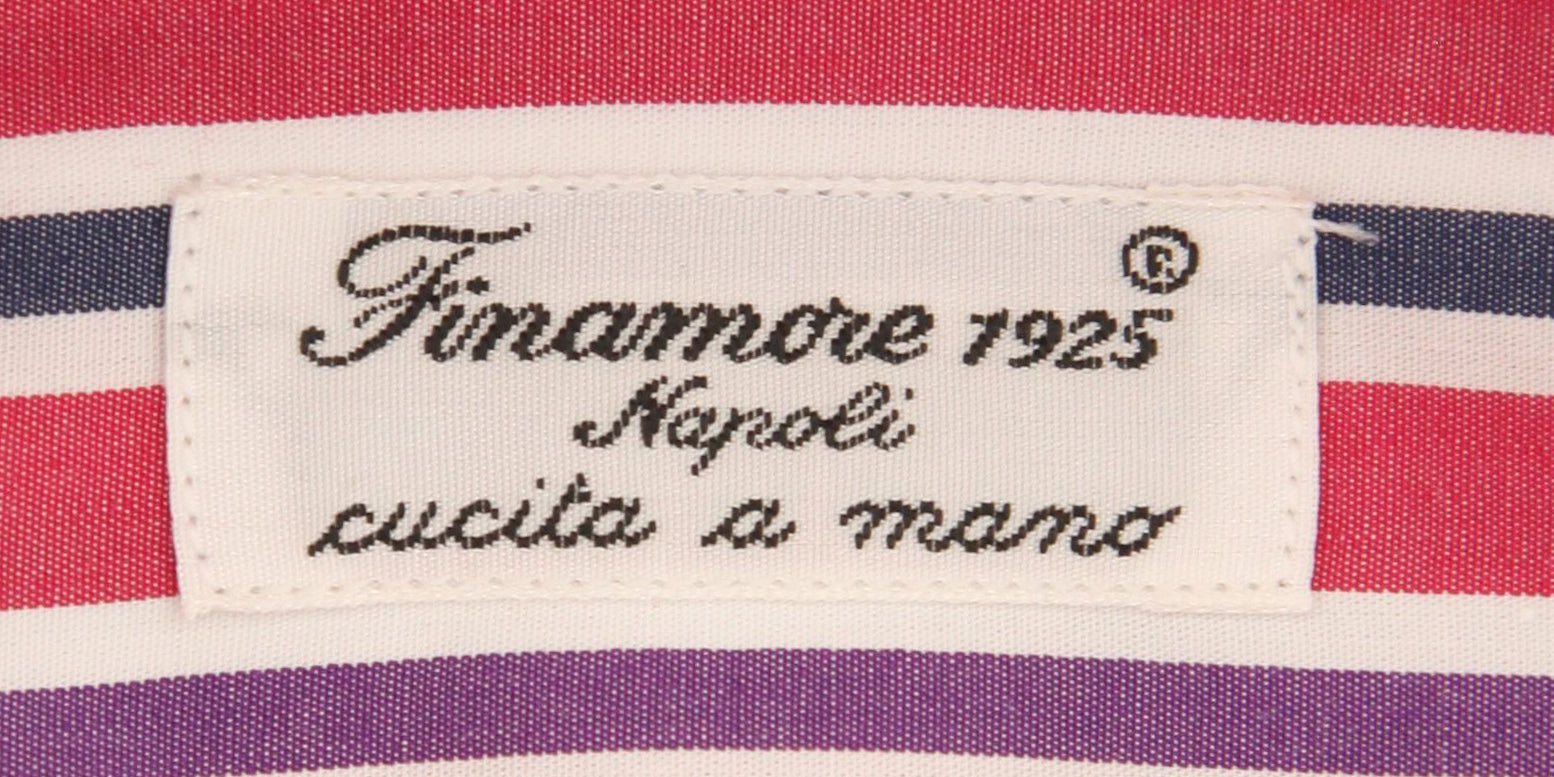 Finamore 1925 ®
Napoli
cucita a mano